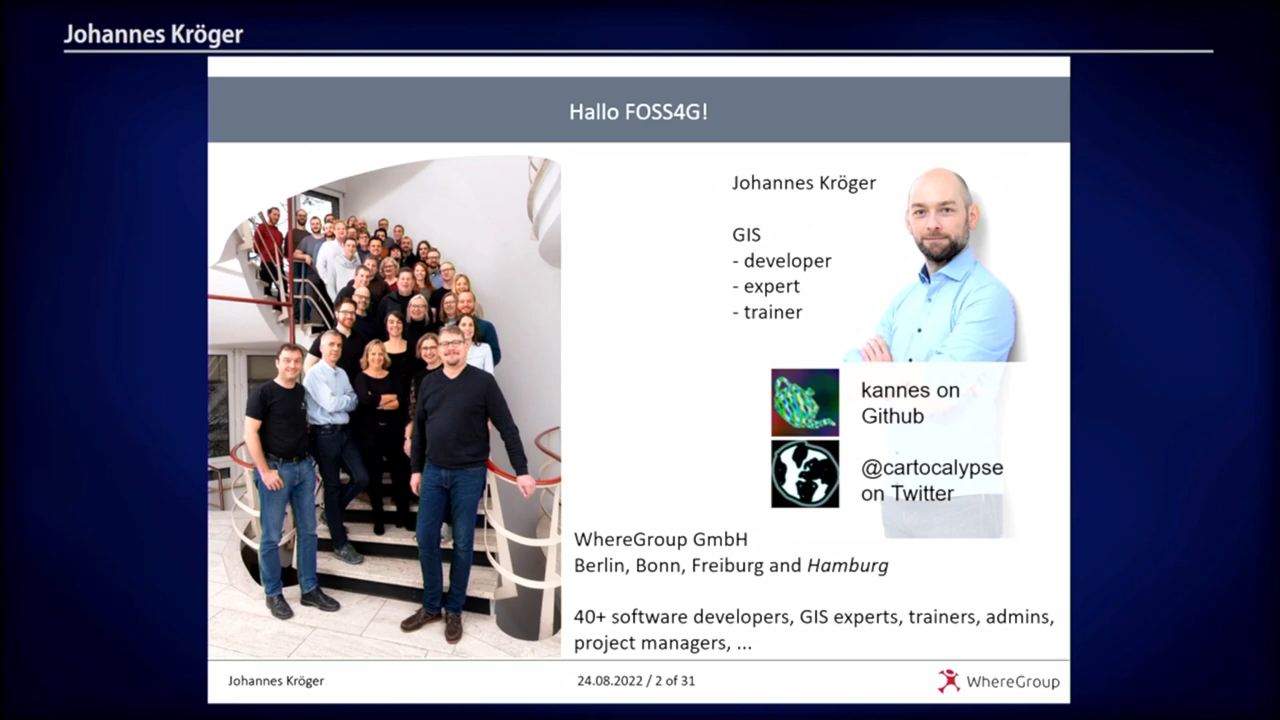 Johannes Kröger
Hallo FOSS4G!
Johannes Kröger
GIS
- developer
- expert
- trainer
kannes on
Github
@cartocalypse
on Twitter
WhereGroup GmbH
Berlin, Bonn, Freiburg and Hamburg
40+ software developers, GIS experts, trainers, admins,
project managers, ...
Johannes Kröger
24.08.2022 / 2 of 31
WhereGroup